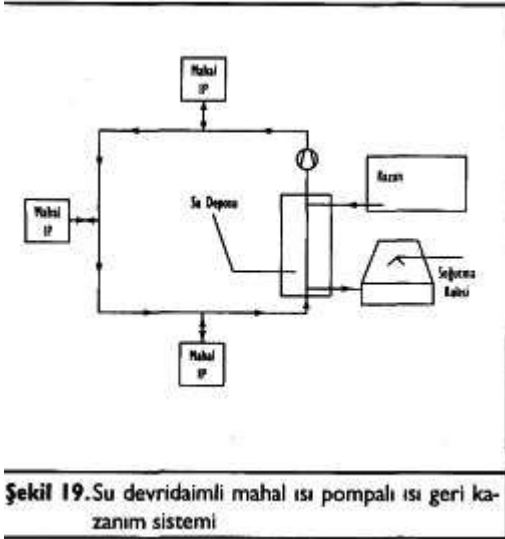 Mahal
IP
Mahal
IP
Su Deposu
Kazan
Soğutma
Kulesi
Mahal
IP
Şekil 19.Su devridaimli mahal ısı pompalı ısı geri ka-
zanım sistemi